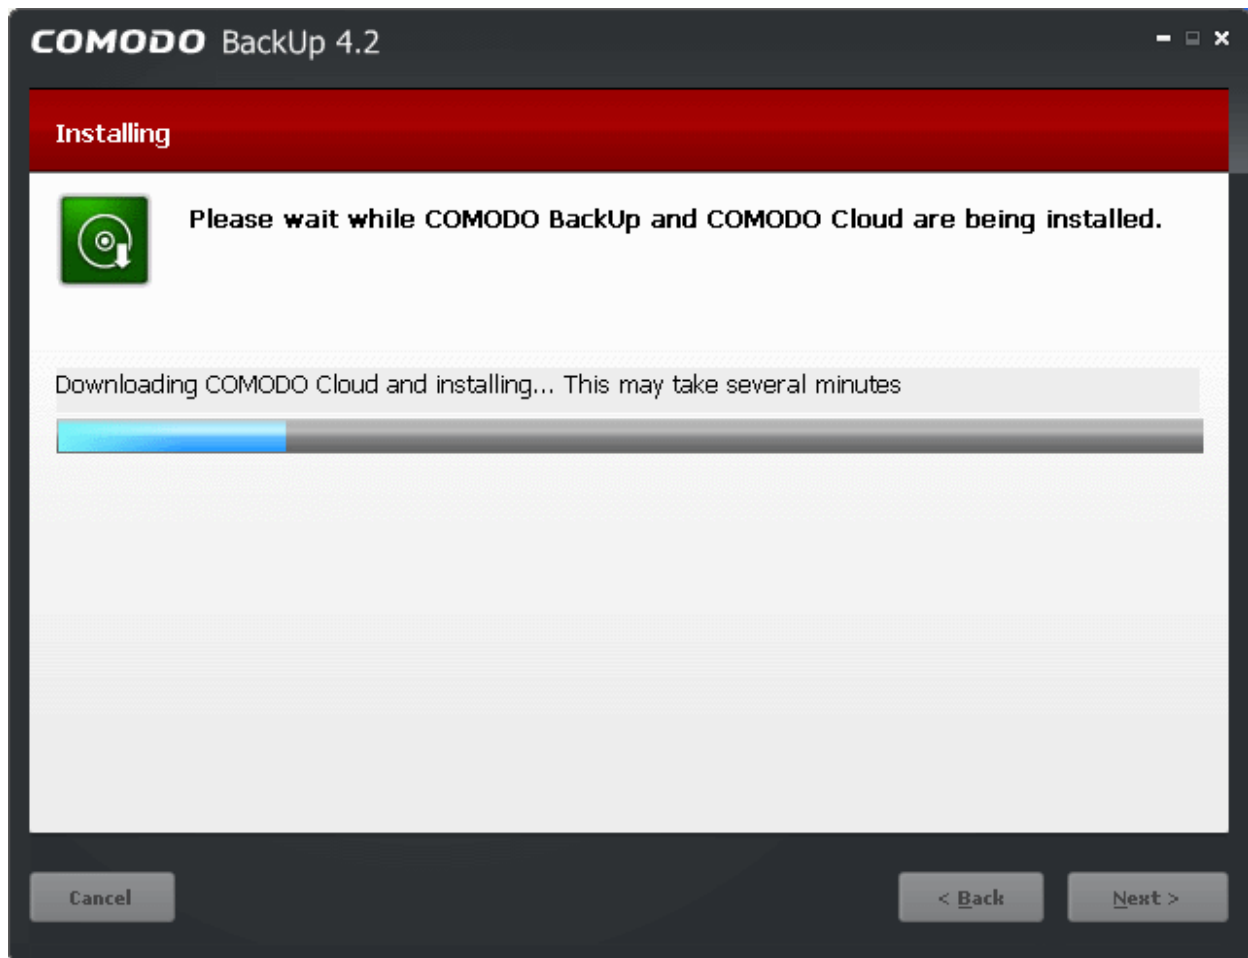 COMODO BackUp 4.2
Installing
Please wait while COMODO BackUp and COMODO Cloud are being installed.
Downloading COMODO Cloud and installing... This may take several minutes
Cancel
< Back
Next >